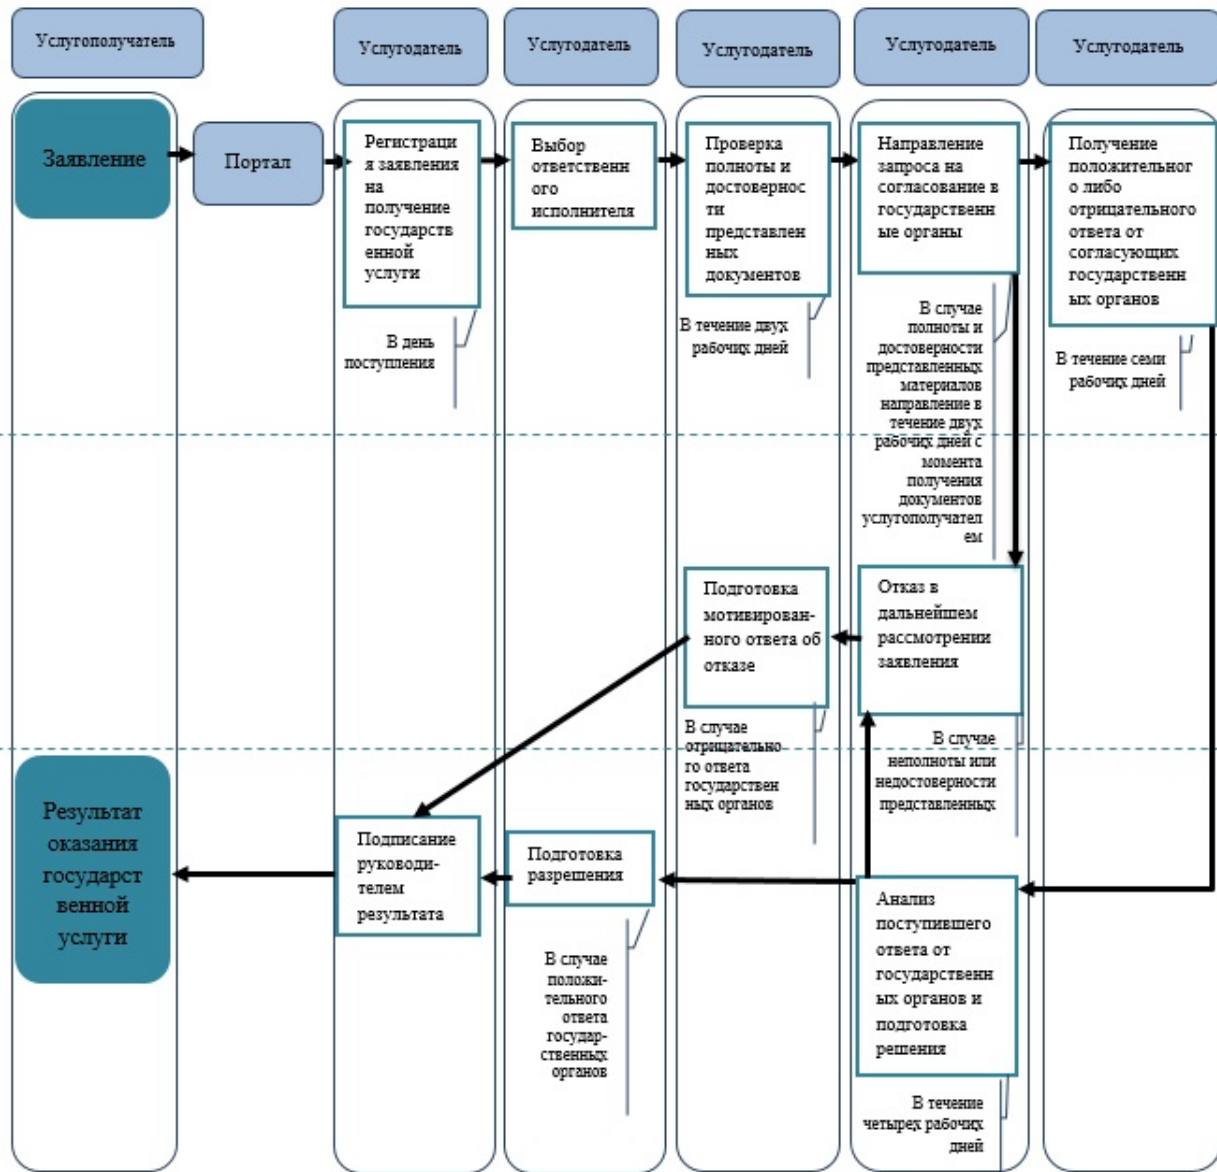 Услугополучатель
Услугодатель
Услугодатель
Услугодатель
Услугодатель
Услугодатель
Заявление
Портал
Регистраци
я заявления
на
получение
государств
енной
услуги
Выбор
ответственн
ого
исполнителя
Проверка
полноты и
достовернос
ти
представлен
ных
документов
Направление
запроса на
согласование в
государственн
ые органы
Получение
положительног
о либо
отрицательного
ответа от
согласующих
государственн
ых органов
В день
поступления
В течение двух
рабочих дней
В случае
полноты и
достоверности
представленных
материалов
направление в
течение двух
рабочих дней с
момента
получения
документов
услугополучател
ем
В течение семи
рабочих дней
Подготовка
мотивирован-
ного ответа об
отказе
Отказ в
дальнейшем
рассмотрении
заявления
В случае
отрицательно
го ответа
государствен
ных органов
В случае
неполноты или
недостоверности
представленных
Результат
оказания
государст
венной
услуги
Подписание
руководи-
телем
результата
Подготовка
разрешения
Анализ
поступившего
ответа от
государственн
ых органов и
подготовка
решения
В случае
положи-
тельного
ответа
государ-
ственных
органов
В течение
четырех рабочих
дней